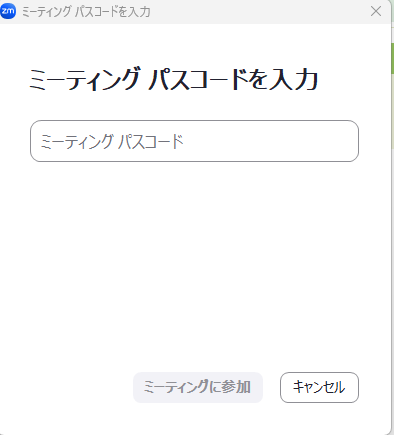 zm ミーティング パスコードを入力
ミーティング パスコードを入力
ミーティング パスコード
ミーティングに参加 キャンセル